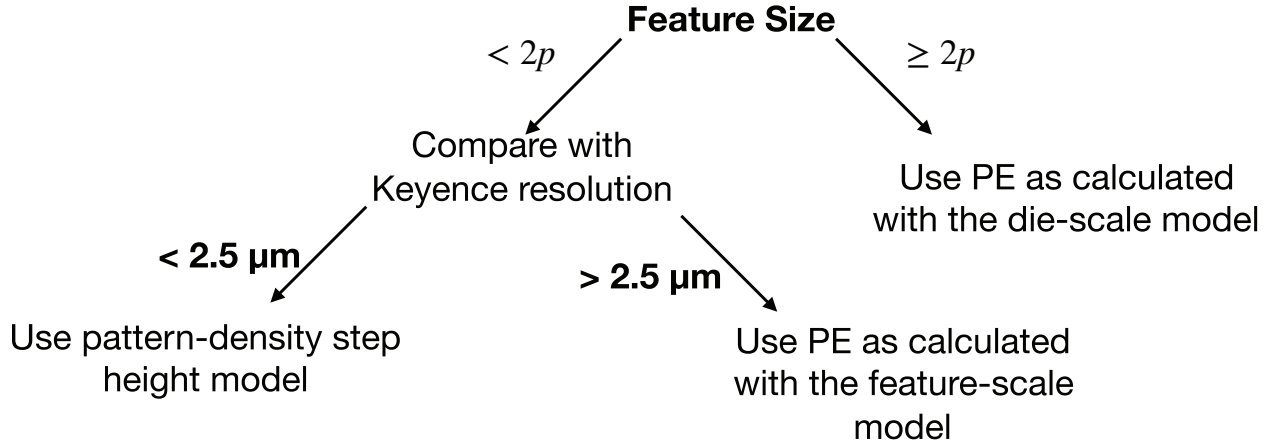 Feature Size
< 2p
≥ 2p
Compare with
Keyence resolution
Use PE as calculated
with the die-scale model
< 2.5 μm
> 2.5 μm
Use pattern-density step
height model
Use PE as calculated
with the feature-scale
model